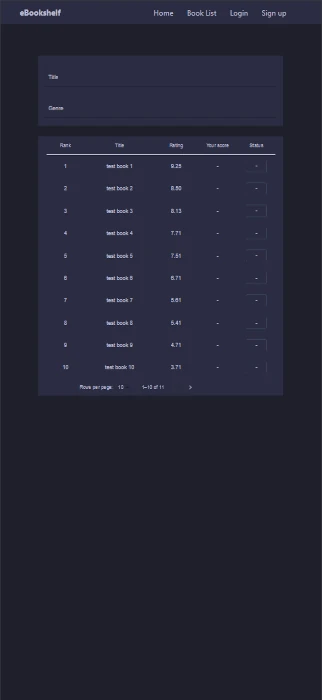 eBookshelf Home Book List Login Sign up
Title
Genre
Rank Title Rating Your score Status
1 test book 1 9.25 - -
2 test book 2 8.50 - -
3 test book 3 8.13 - -
4 test book 4 7.71 - -
5 test book 5 7.51 - -
6 test book 6 6.71 - -
7 test book 7 5.61 - -
8 test book 8 5.41 - -
9 test book 9 4.71 - -
10 test book 10 3.71 - -
Rows per page: 10 1–10 of 11 >